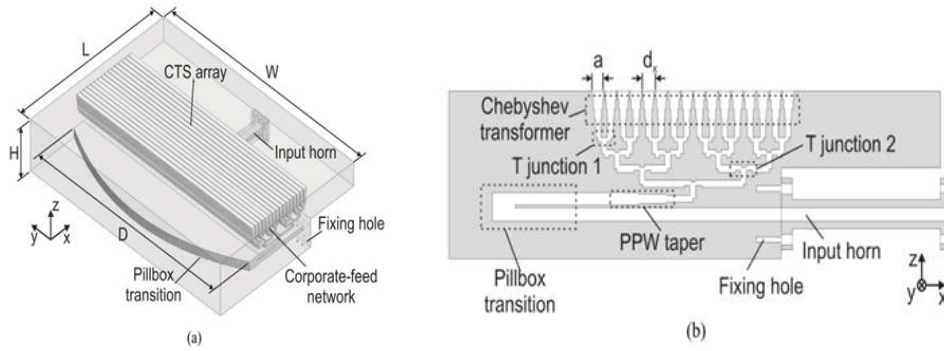 L
W
CTS array
H
Input horn
z
y
x
D
Fixing hole
Pillbox
transition
Corporate-feed
network
(a)
a
dx
Chebyshev
transformer
T junction 1
T junction 2
PPW taper
Pillbox
transition
Input horn
Fixing hole
z
y
x
(b)